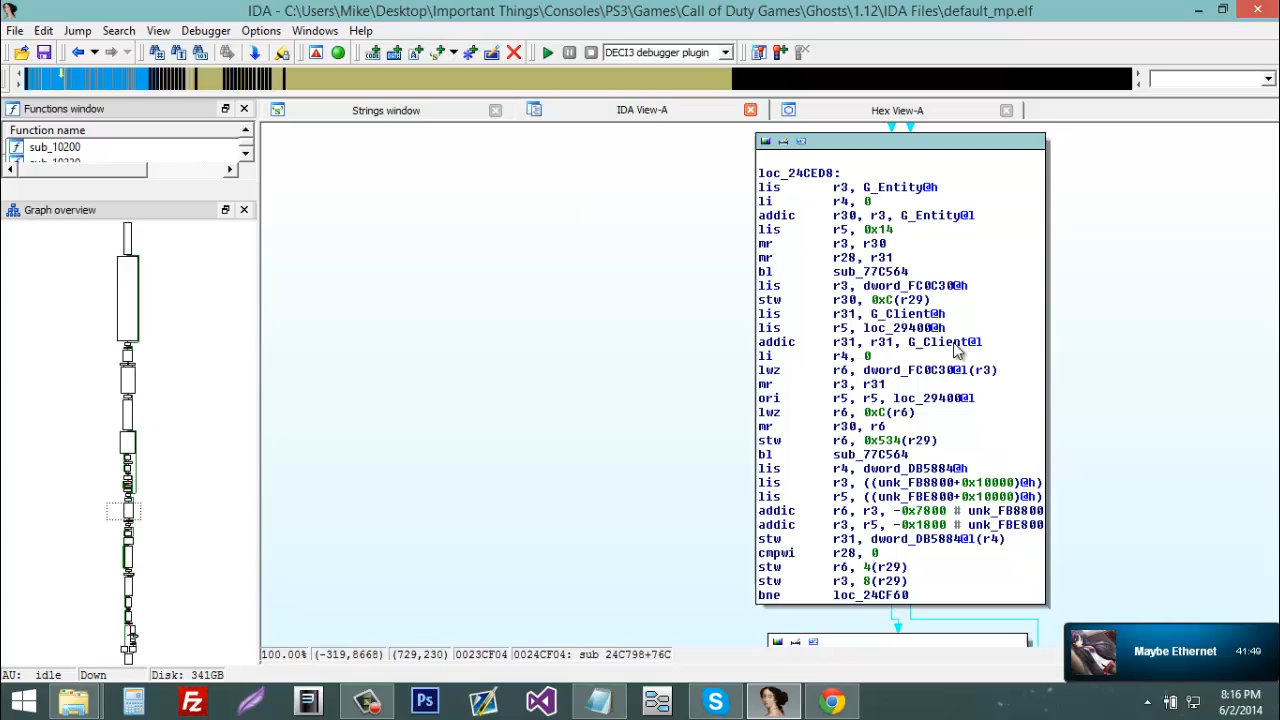 IDA - C:\Users\Mike\Desktop\Important Things\Consoles\PS3\Games\Call of Duty Games\Ghosts\1.12\IDA Files\default_mp.elf
File Edit Jump Search View Debugger Options Windows Help
DECI3 debugger plugin
Functions window
Strings window
IDA View-A
Hex View-A
Function name
sub_10200
Graph overview
loc_24CED8:
lis r3, G_Entity@h
li r4, 0
addic r30, r3, G_Entity@l
lis r5, 0x14
mr r3, r30
mr r28, r31
bl sub_77C564
lis r3, dword_FC0C30@h
stw r30, 0xC(r29)
lis r31, G_Client@h
lis r5, loc_29400@h
addic r31, r31, G_Client@l
li r4, 0
lwz r6, dword_FC0C30@l(r3)
mr r3, r31
ori r5, r5, loc_29400@l
lwz r6, 0xC(r6)
mr r30, r6
stw r6, 0x534(r29)
bl sub_77C564
lis r4, dword_DB5884@h
lis r3, ((unk_FB8800+0x10000)@h)
lis r5, ((unk_FBE800+0x10000)@h)
addic r6, r3, -0x7800 # unk_FB8800
addic r3, r5, -0x1800 # unk_FBE800
stw r31, dword_DB5884@l(r4)
cmpwi r28, 0
stw r6, 4(r29)
stw r3, 8(r29)
bne loc_24CF60
100.00% (-319,8668) (729,230) 0023CF04 0024CF04: sub_24C798+76C
AU: idle Down Disk: 341GB
Maybe Ethernet 41:49
8:16 PM
6/2/2014